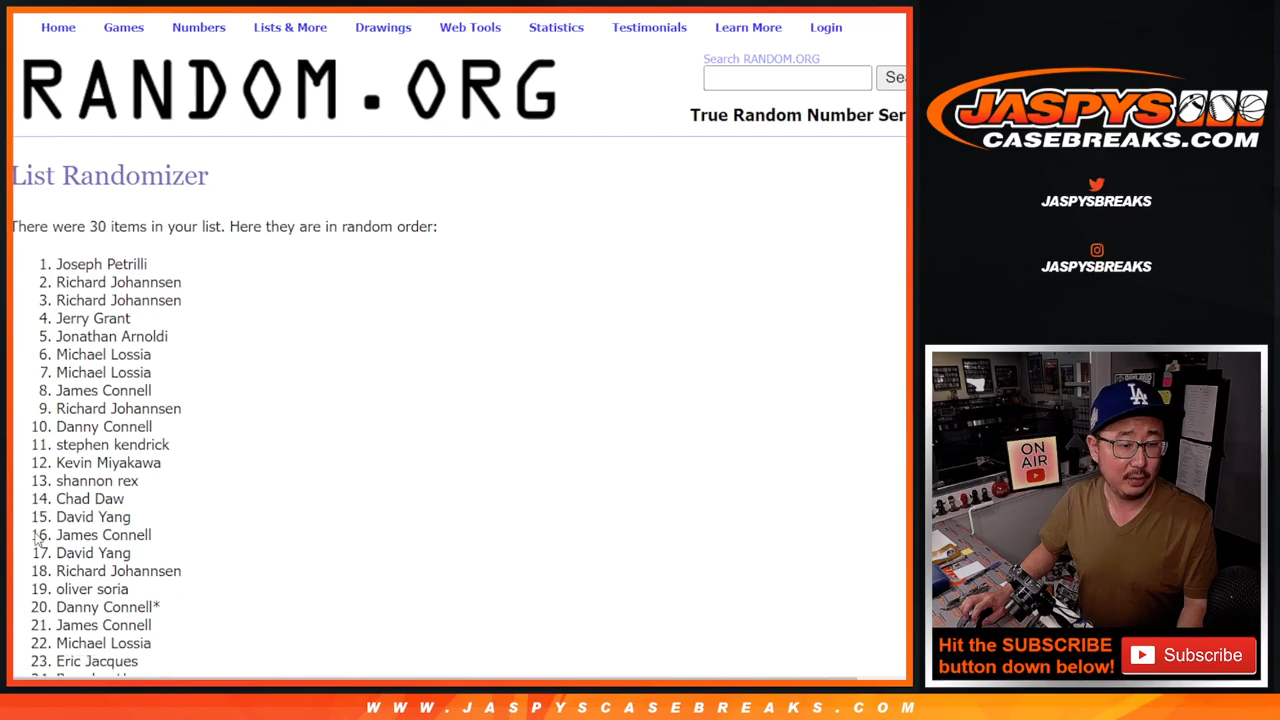 Home Games Numbers Lists & More Drawings Web Tools Statistics Testimonials Learn More Login
RANDOM.ORG
Search RANDOM.ORG
Sea
True Random Number Ser
List Randomizer
There were 30 items in your list. Here they are in random order:
1. Joseph Petrilli
2. Richard Johannsen
3. Richard Johannsen
4. Jerry Grant
5. Jonathan Arnoldi
6. Michael Lossia
7. Michael Lossia
8. James Connell
9. Richard Johannsen
10. Danny Connell
11. stephen kendrick
12. Kevin Miyakawa
13. shannon rex
14. Chad Daw
15. David Yang
16. James Connell
17. David Yang
18. Richard Johannsen
19. oliver soria
20. Danny Connell*
21. James Connell
22. Michael Lossia
23. Eric Jacques
JASPYS
CASEBREAKS.COM
JASPYSBREAKS
JASPYSBREAKS
ON
AIR
LA
Hit the SUBSCRIBE
button down below!
Subscribe
WWW.JASPYSCASEBREAKS.COM